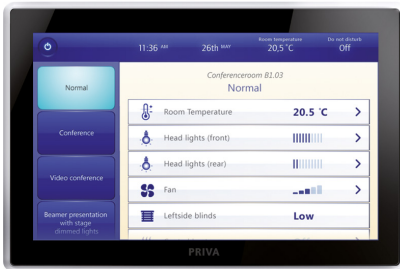 Room temperature
Do not disturb
11:36 AM
26th MAY
20,5 °C
Off
Normal
Conference
Video conference
Beamer presentation
with stage
dimmed lights
Conferenceroom B1.03
Normal
Room Temperature
20.5 °C
Head lights (front)
Head lights (rear)
Fan
Leftside blinds
Low
PRIVA